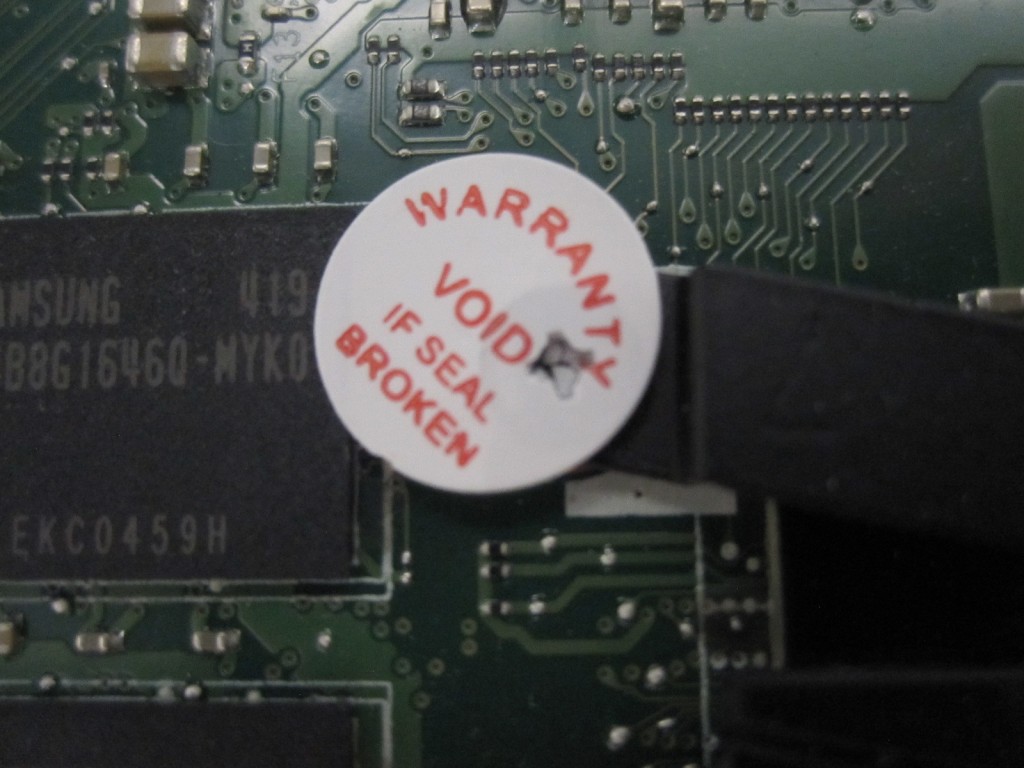 WARRANTY
VOID
IF SEAL
BROKEN
AMSUNG 419
B8G1646Q-MYK0
EKC0459H